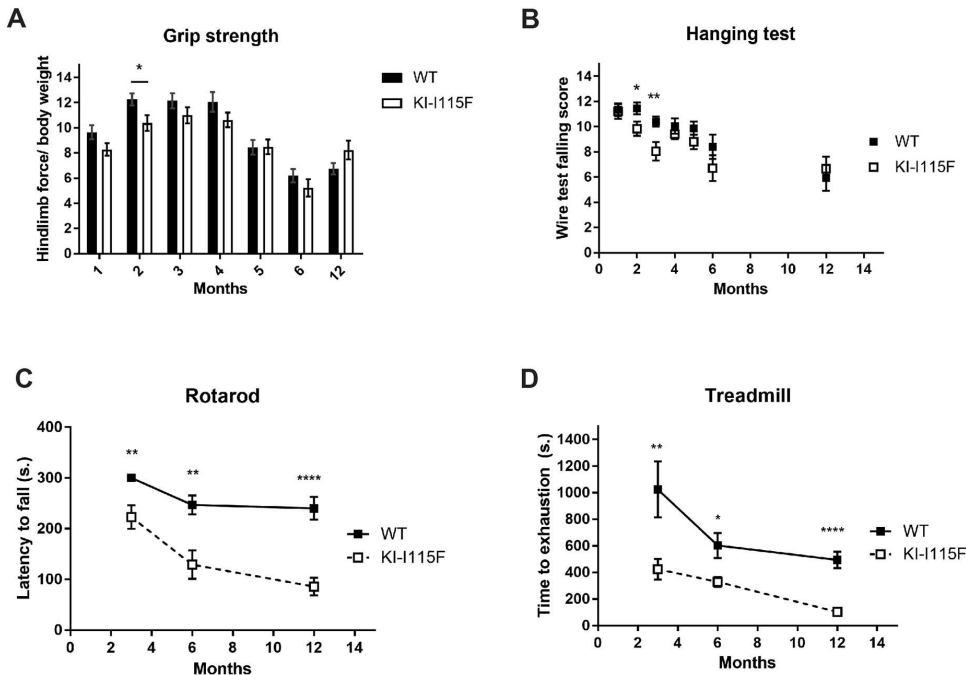 A
Grip strength
Hindlimb force/ body weight
14
12
10
8
6
4
2
0
*
1
2
3
4
5
6
12
Months
WT
KI-I115F
B
Hanging test
Wire test falling score
14
12
10
8
6
4
2
0
*
**
0
2
4
6
8
10
12
14
Months
WT
KI-I115F
C
Rotarod
Latency to fall (s.)
400
300
200
100
0
**
**
****
0
2
4
6
8
10
12
14
Months
WT
KI-I115F
D
Treadmill
Time to exhaustion (s.)
1400
1200
1000
800
600
400
200
0
**
*
****
0
2
4
6
8
10
12
14
Months
WT
KI-I115F